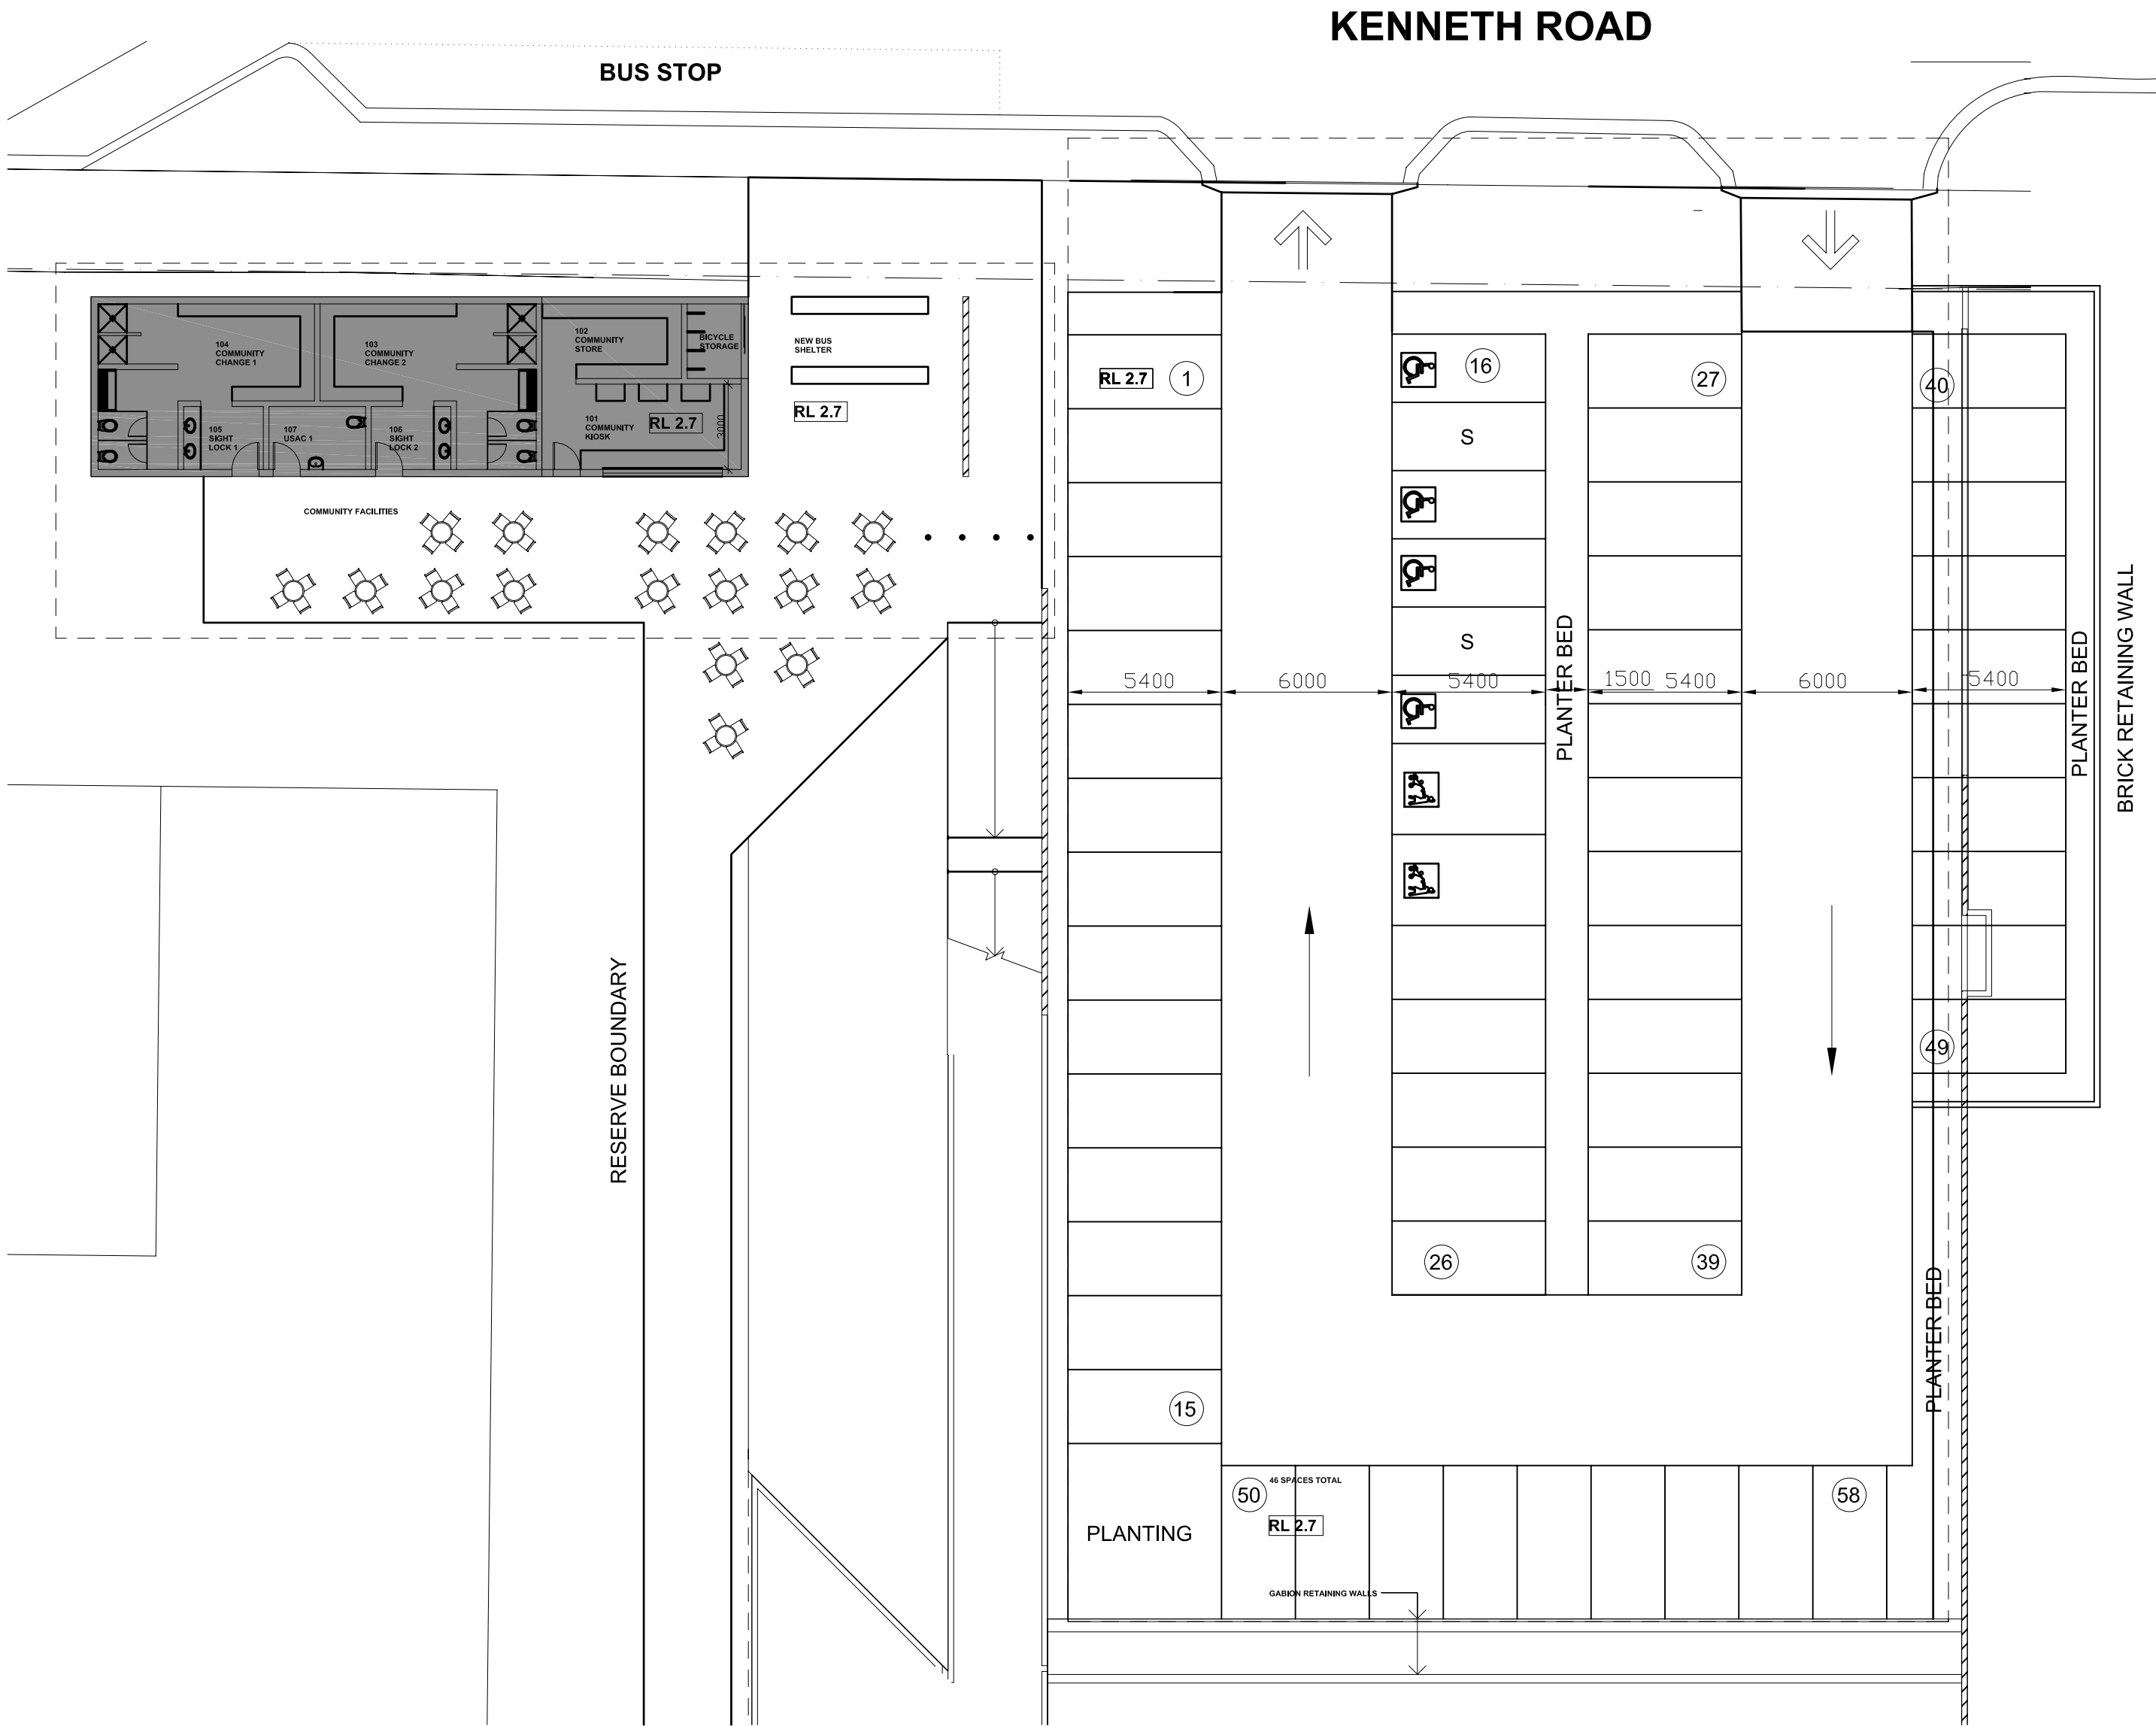 KENNETH ROAD
BUS STOP
104
COMMUNITY
CHANGE 1
103
COMMUNITY
CHANGE 2
102
COMMUNITY
STORE
BICYCLE
STORAGE
NEW BUS
SHELTER
RL 2.7
105
SIGHT
LOCK 1
107
USAC 1
106
SIGHT
LOCK 2
101
COMMUNITY
KIOSK
RL 2.7
3000
COMMUNITY FACILITIES
RL 2.7
1
16
27
40
S
S
5400
6000
5400
1500
5400
6000
5400
PLANTER BED
PLANTER BED
BRICK RETAINING WALL
RESERVE BOUNDARY
49
26
39
PLANTER BED
15
50
46 SPACES TOTAL
58
RL 2.7
PLANTING
GABION RETAINING WALLS